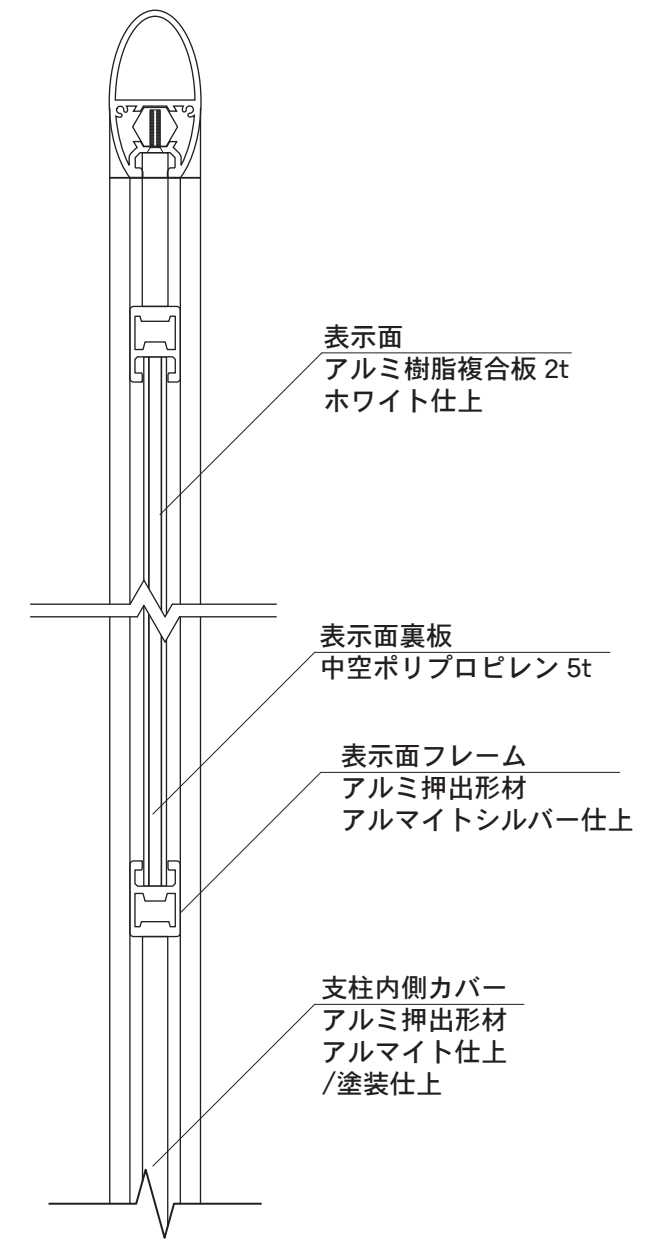 表示面
アルミ樹脂複合板 2t
ホワイト仕上
表示面裏板
中空ポリプロピレン 5t
表示面フレーム
アルミ押出形材
アルマイトシルバー仕上
支柱内側カバー
アルミ押出形材
アルマイト仕上
/塗装仕上